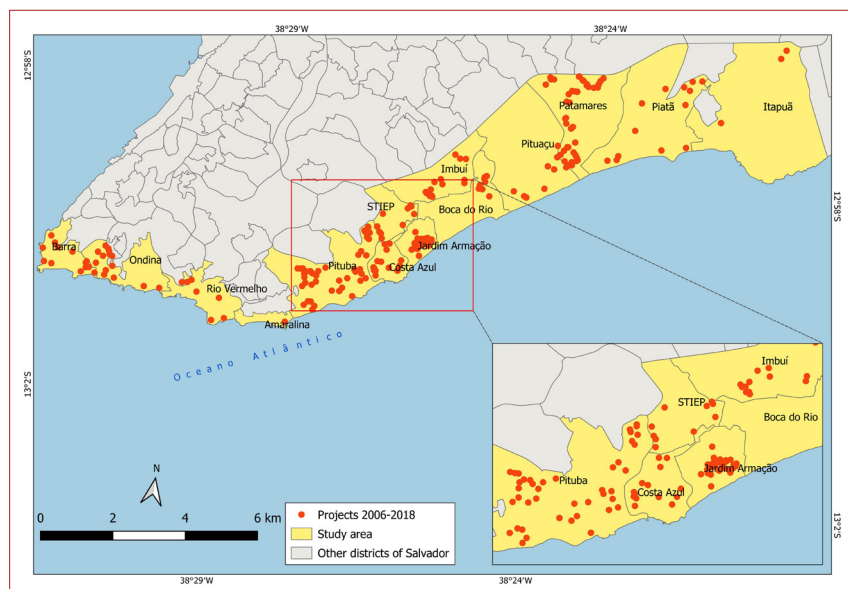 38°29'W
38°24'W
12°58'S
12°58'S
Patamares
Piatã
Itapuã
Pituaçu
Imbuí
STIEP
Boca do Rio
Barra
Ondina
Jardim Armação
Pituba
Costa Azul
Rio Vermelho
Amaralina
Oceano Atlântico
13°2'S
13°2'S
Imbuí
STIEP
Boca do Rio
Jardim Armação
Pituba
Costa Azul
N
0 2 4 6 km
Projects 2006-2018
Study area
Other districts of Salvador
38°29'W
38°24'W